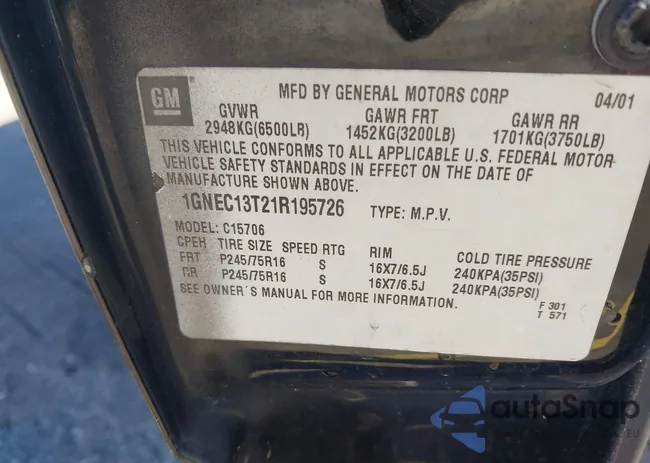 GM
MFD BY GENERAL MOTORS CORP 04/01
GVWR GAWR FRT GAWR RR
2948KG(6500LB) 1452KG(3200LB) 1701KG(3750LB)
THIS VEHICLE CONFORMS TO ALL APPLICABLE U.S. FEDERAL MOTOR
VEHICLE SAFETY STANDARDS IN EFFECT ON THE DATE OF
MANUFACTURE SHOWN ABOVE.
1GNEC13T21R195726 TYPE: M.P.V.
MODEL: C15706
CPEH TIRE SIZE SPEED RTG RIM COLD TIRE PRESSURE
FRT P245/75R16 S 16X7/6.5J 240KPA(35PSI)
RR P245/75R16 S 16X7/6.5J 240KPA(35PSI)
SEE OWNER'S MANUAL FOR MORE INFORMATION.
F 301
T 571
autoSnap
.EU